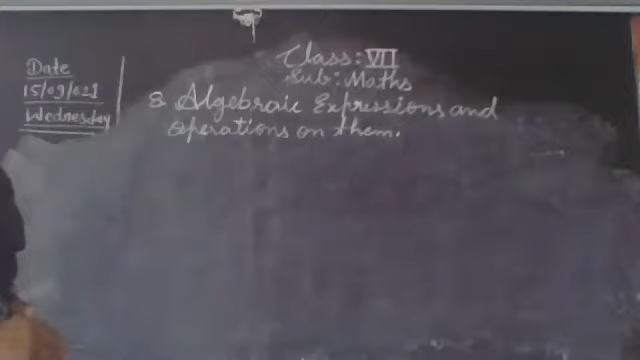 Date
15/09/021
Wednesday
Class: VII
Sub: Maths
8 Algebraic Expressions and
operations on them.